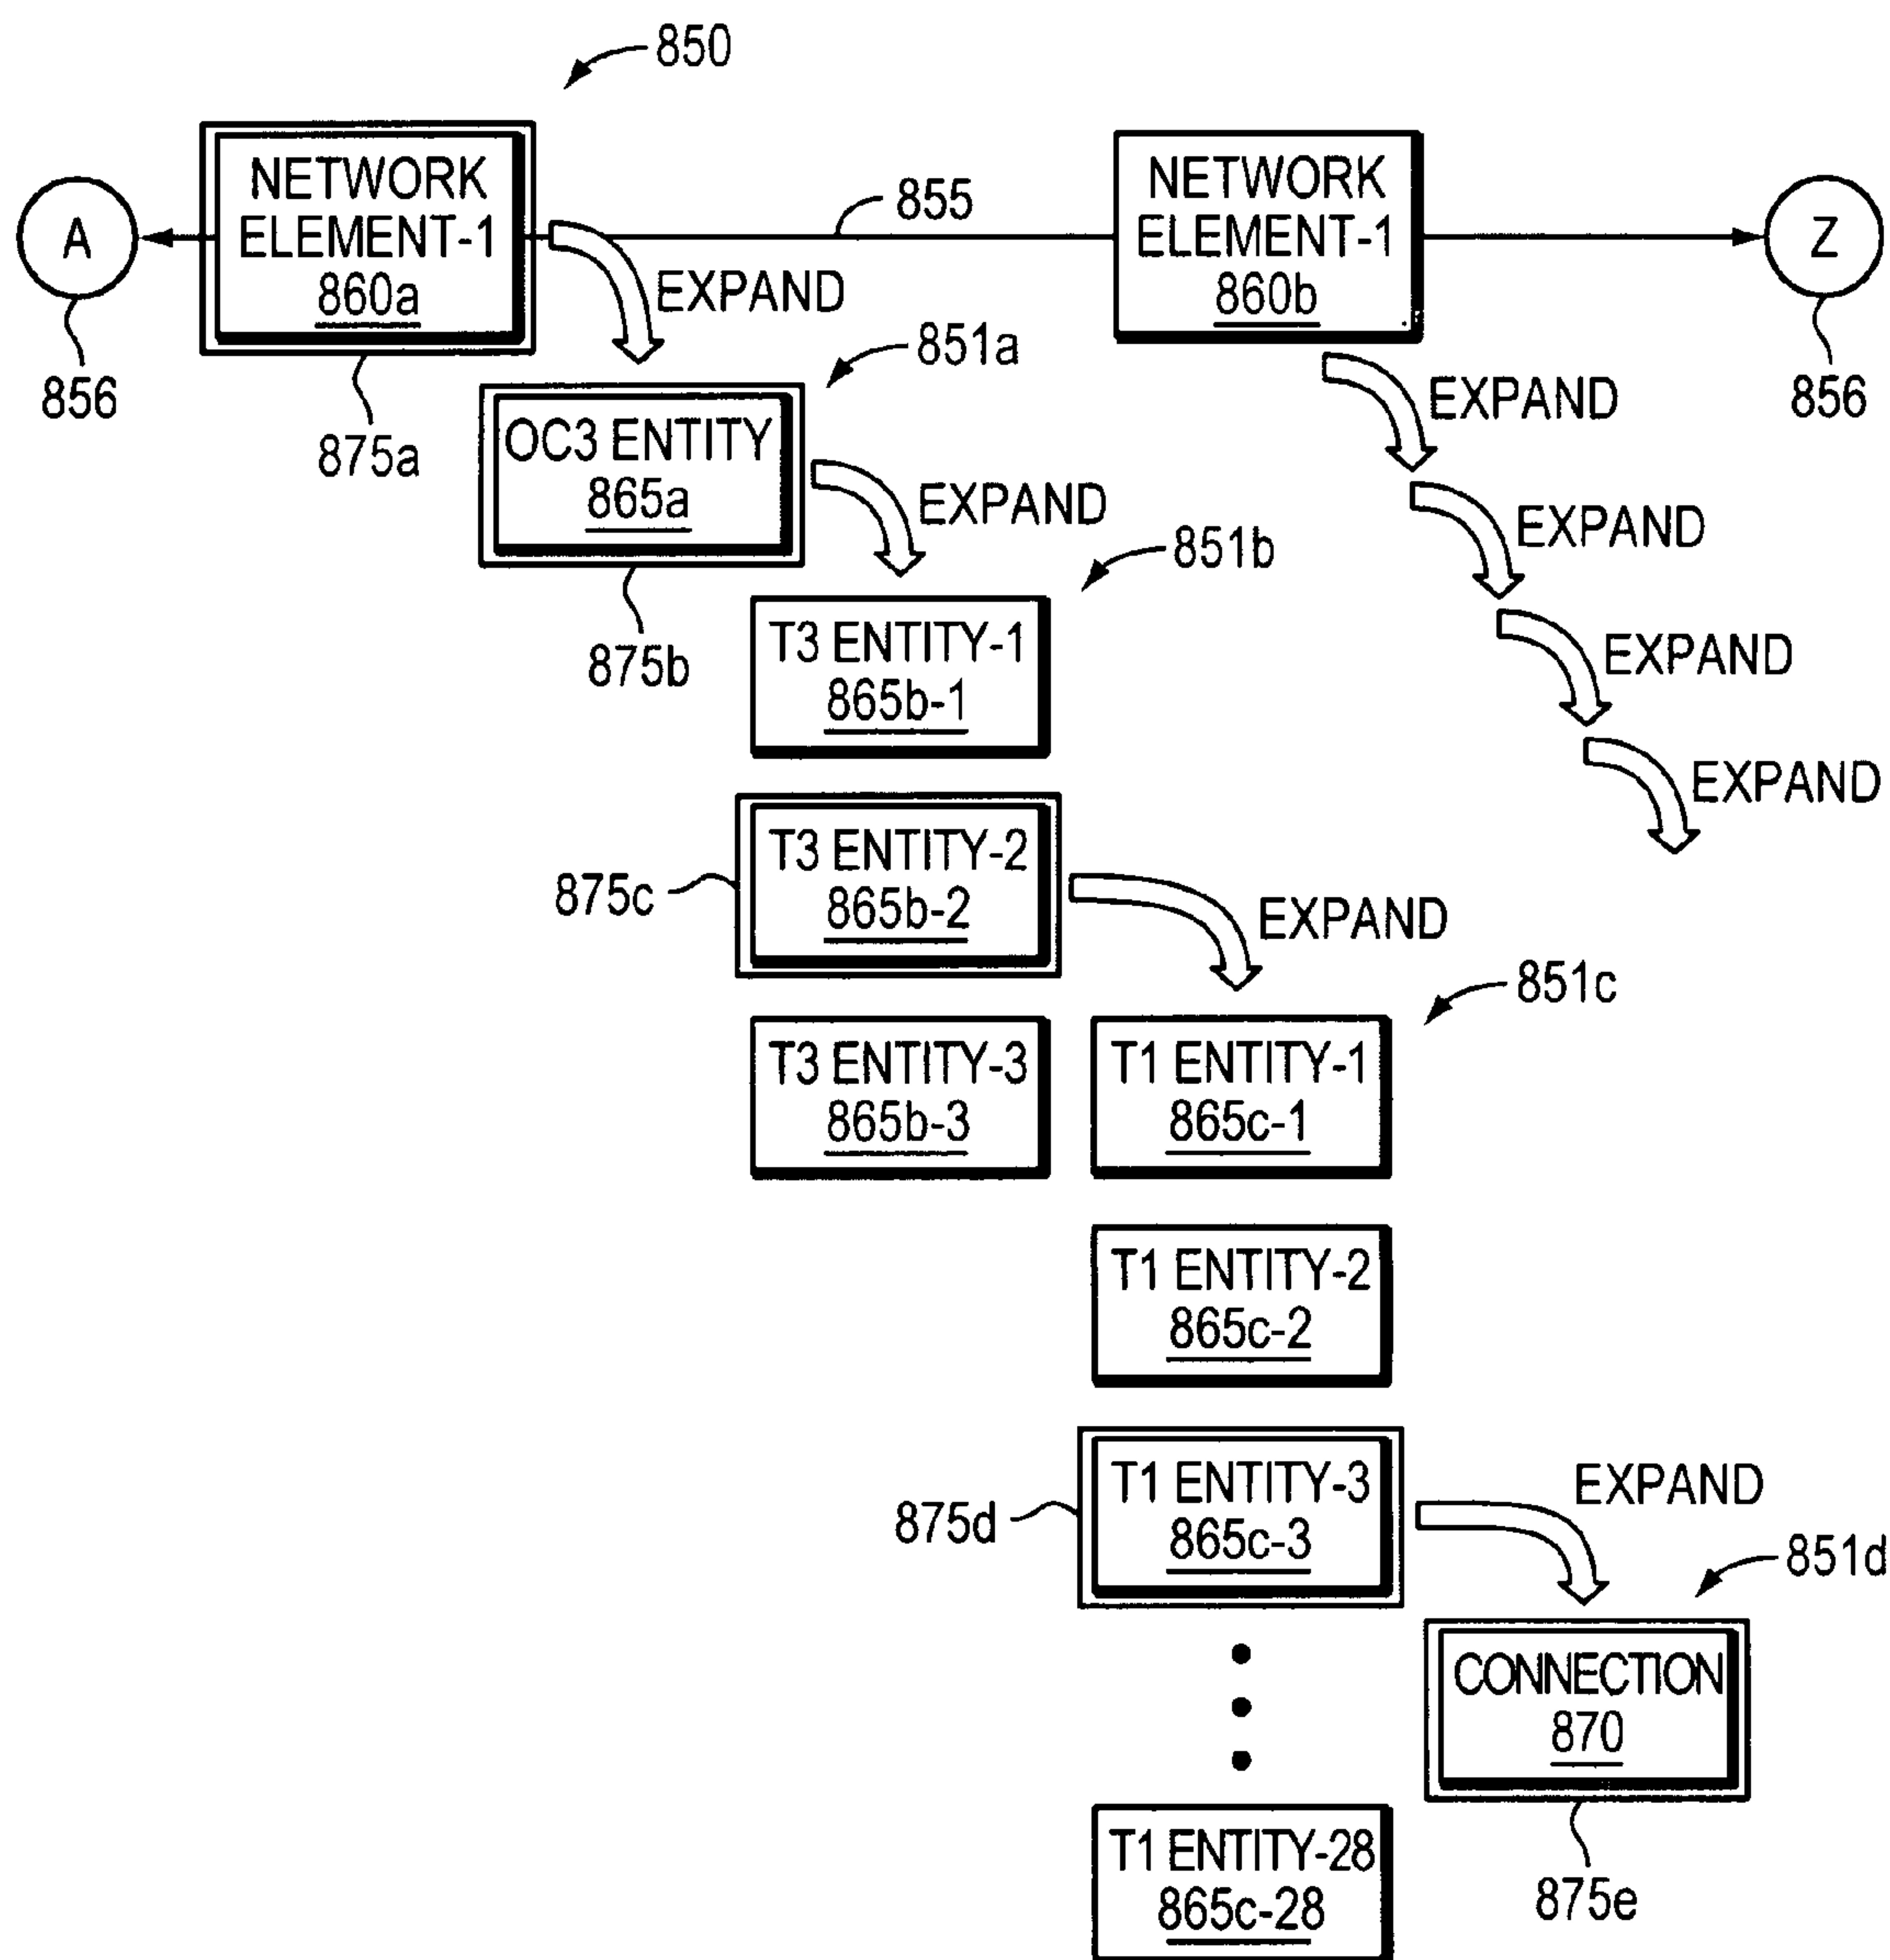 850
NETWORK
ELEMENT-1
860a
NETWORK
ELEMENT-1
860b
A
855
Z
EXPAND
856
875a
851a
EXPAND
856
OC3 ENTITY
865a
EXPAND
EXPAND
851b
875b
T3 ENTITY-1
865b-1
EXPAND
EXPAND
T3 ENTITY-2
865b-2
875c
EXPAND
851c
T3 ENTITY-3
865b-3
T1 ENTITY-1
865c-1
T1 ENTITY-2
865c-2
T1 ENTITY-3
865c-3
875d
EXPAND
851d
CONNECTION
870
T1 ENTITY-28
865c-28
875e